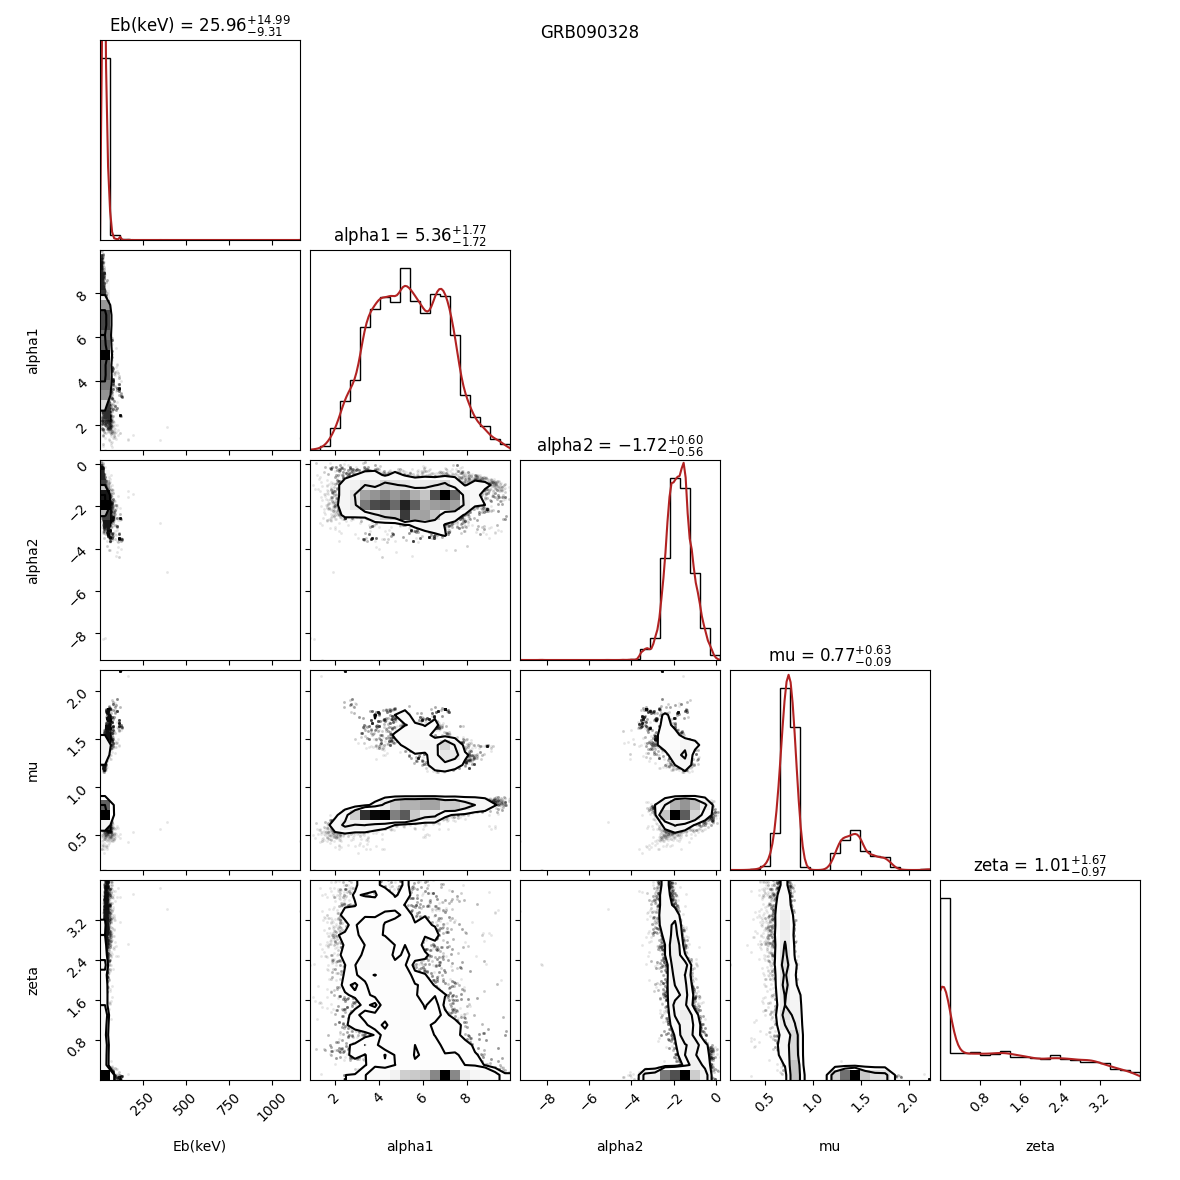 GRB090328
Eb(keV) = 25.96+14.99−9.31
alpha1 = 5.36+1.77−1.72
8
6
4
2
alpha1
alpha2 = −1.72+0.60−0.56
0
−2
−4
−6
−8
alpha2
mu = 0.77+0.63−0.09
2.0
1.5
1.0
0.5
mu
zeta = 1.01+1.67−0.97
3.2
2.4
1.6
0.8
zeta
250 500 750 1000
2 4 6 8
−8 −6 −4 −2 0
0.5 1.0 1.5 2.0
0.8 1.6 2.4 3.2
Eb(keV) alpha1 alpha2 mu zeta